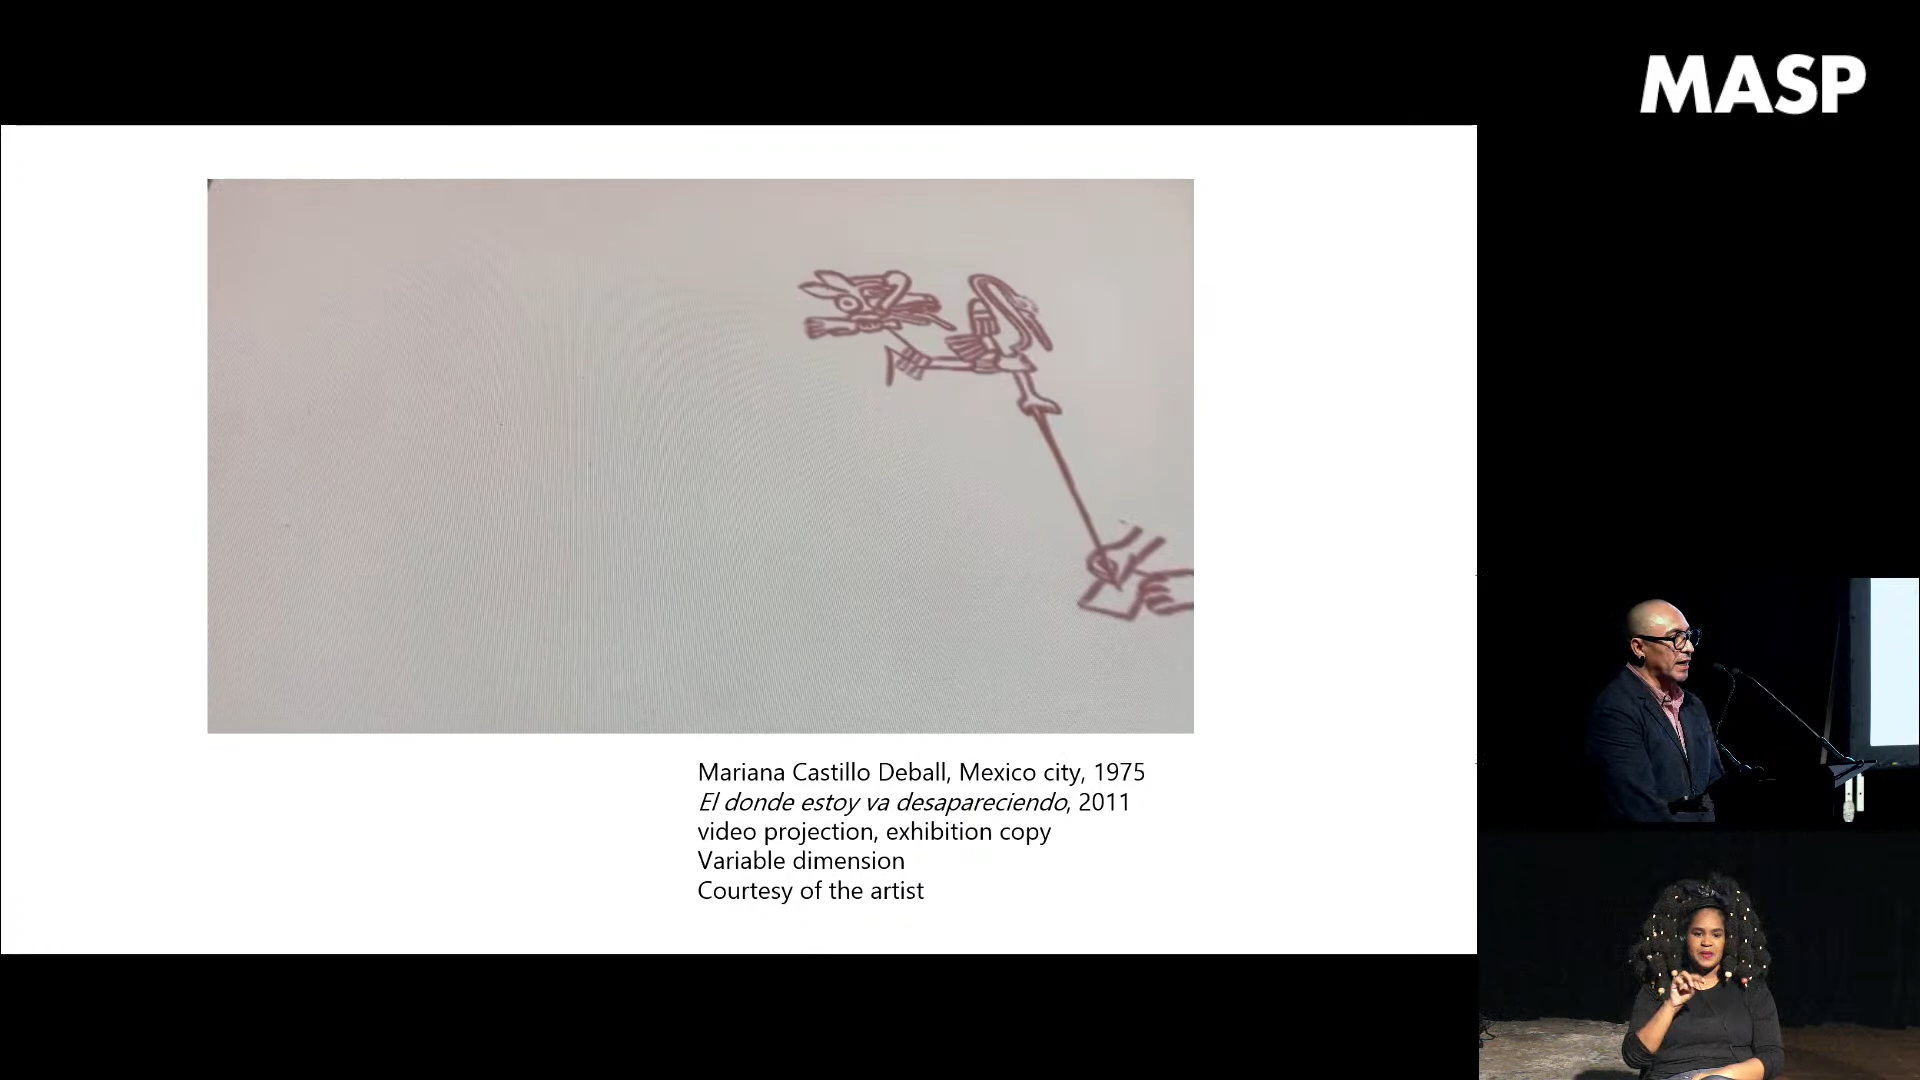 MASP
Mariana Castillo Deball, Mexico city, 1975
El donde estoy va desapareciendo, 2011
video projection, exhibition copy
Variable dimension
Courtesy of the artist